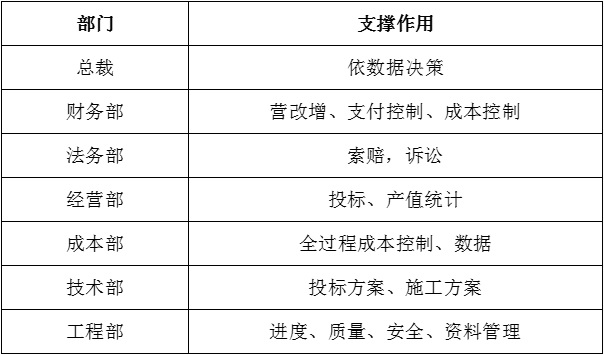 部门 支撑作用
总裁 依数据决策
财务部 营改增、支付控制、成本控制
法务部 索赔，诉讼
经营部 投标、产值统计
成本部 全过程成本控制、数据
技术部 投标方案、施工方案
工程部 进度、质量、安全、资料管理